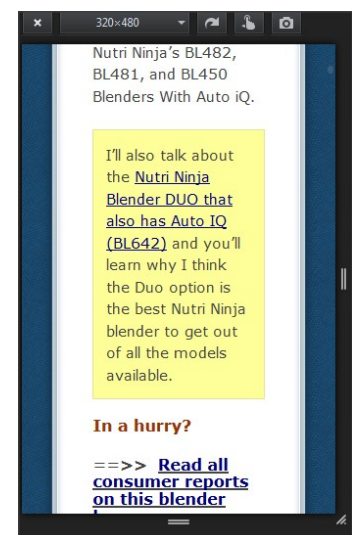 320×480
Nutri Ninja's BL482,
BL481, and BL450
Blenders With Auto iQ.
I'll also talk about
the Nutri Ninja
Blender DUO that
also has Auto IQ
(BL642) and you'll
learn why I think
the Duo option is
the best Nutri Ninja
blender to get out
of all the models
available.
In a hurry?
==>> Read all
consumer reports
on this blender